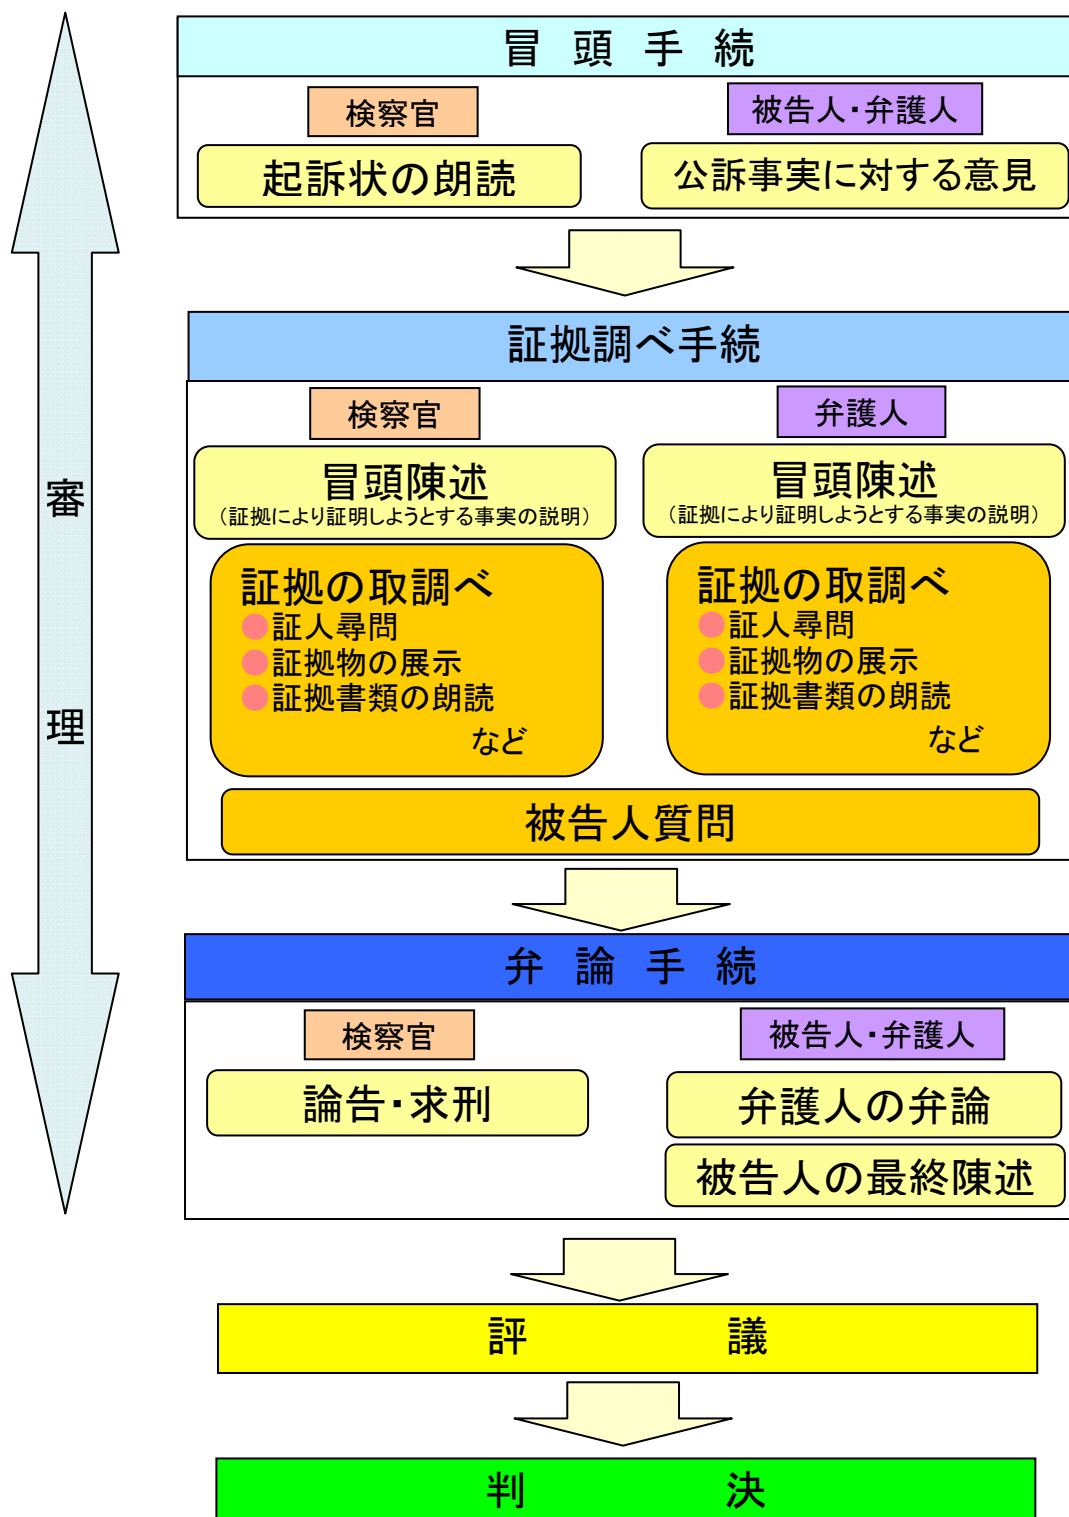 冒頭手続
検察官
被告人・弁護人
起訴状の朗読
公訴事実に対する意見
証拠調べ手続
検察官
弁護人
冒頭陳述
（証拠により証明しようとする事実の説明）
冒頭陳述
（証拠により証明しようとする事実の説明）
証拠の取調べ
●証人尋問
●証拠物の展示
●証拠書類の朗読
など
証拠の取調べ
●証人尋問
●証拠物の展示
●証拠書類の朗読
など
被告人質問
弁論手続
検察官
被告人・弁護人
論告・求刑
弁護人の弁論
被告人の最終陳述
審理
評議
判決